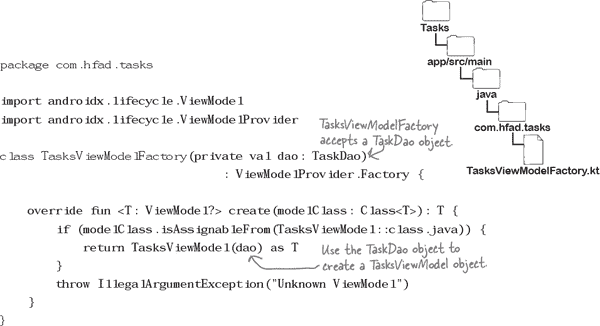 Tasks
app/src/main
java
com.hfad.tasks
TasksViewModelFactory.kt
package com.hfad.tasks
import androidx.lifecycle.ViewModel
import androidx.lifecycle.ViewModelProvider
TasksViewModelFactory
accepts a TaskDao object.
class TasksViewModelFactory(private val dao: TaskDao)
: ViewModelProvider.Factory {
override fun <T: ViewModel?> create(modelClass: Class<T>): T {
if (modelClass.isAssignableFrom(TasksViewModel::class.java)) {
return TasksViewModel(dao) as T
Use the TaskDao object to
create a TasksViewModel object.
}
throw IllegalArgumentException("Unknown ViewModel")
}
}